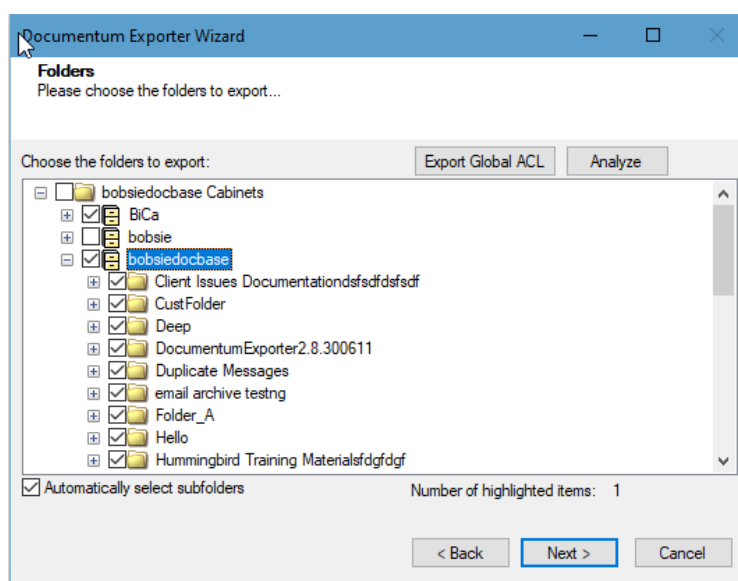 Documentum Exporter Wizard
Folders
Please choose the folders to export...
Choose the folders to export: Export Global ACL Analyze
bobsiedocbase Cabinets
BiCa
bobsie
bobsiedocbase
Client Issues Documentationdsfsdfdsfsdf
CustFolder
Deep
DocumentumExporter2.8.300611
Duplicate Messages
email archive testng
Folder_A
Hello
Hummingbird Training Materialsfdgfdgf
Automatically select subfolders Number of highlighted items: 1
< Back Next > Cancel